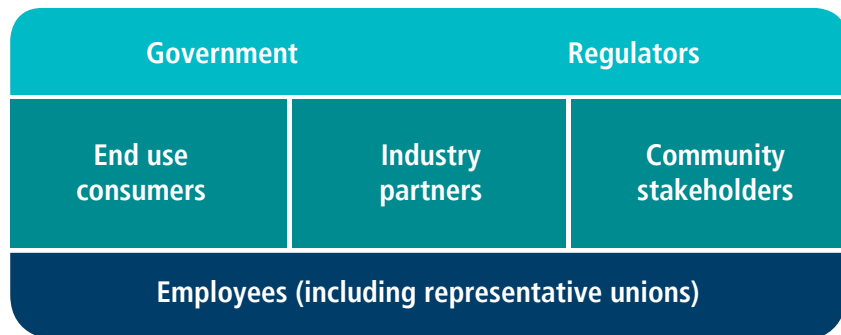 Government
Regulators
End use
consumers
Industry
partners
Community
stakeholders
Employees (including representative unions)